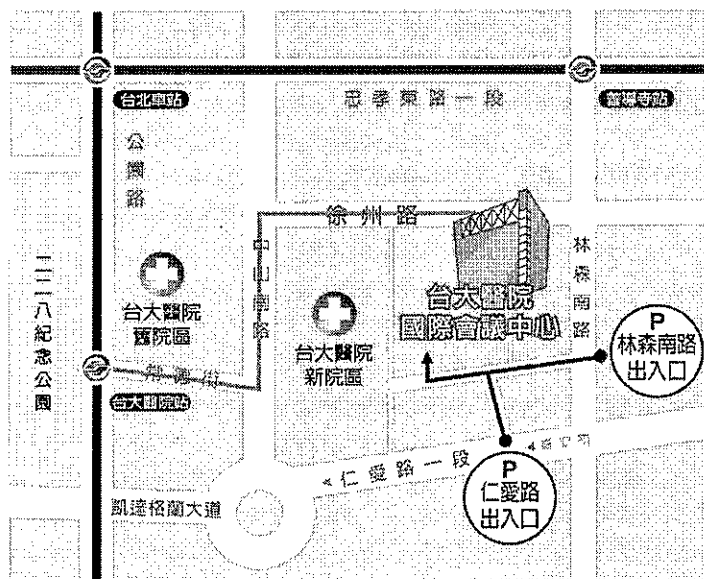 台北車站
忠孝東路一段
善導寺站
公園路
徐州路
中山南路
林森南路
二二八紀念公園
台大醫院
舊院區
台大醫院
新院區
台大醫院
國際會議中心
P
林森南路
出入口
常德街
台大醫院站
仁愛路一段
P
仁愛路
出入口
凱達格蘭大道